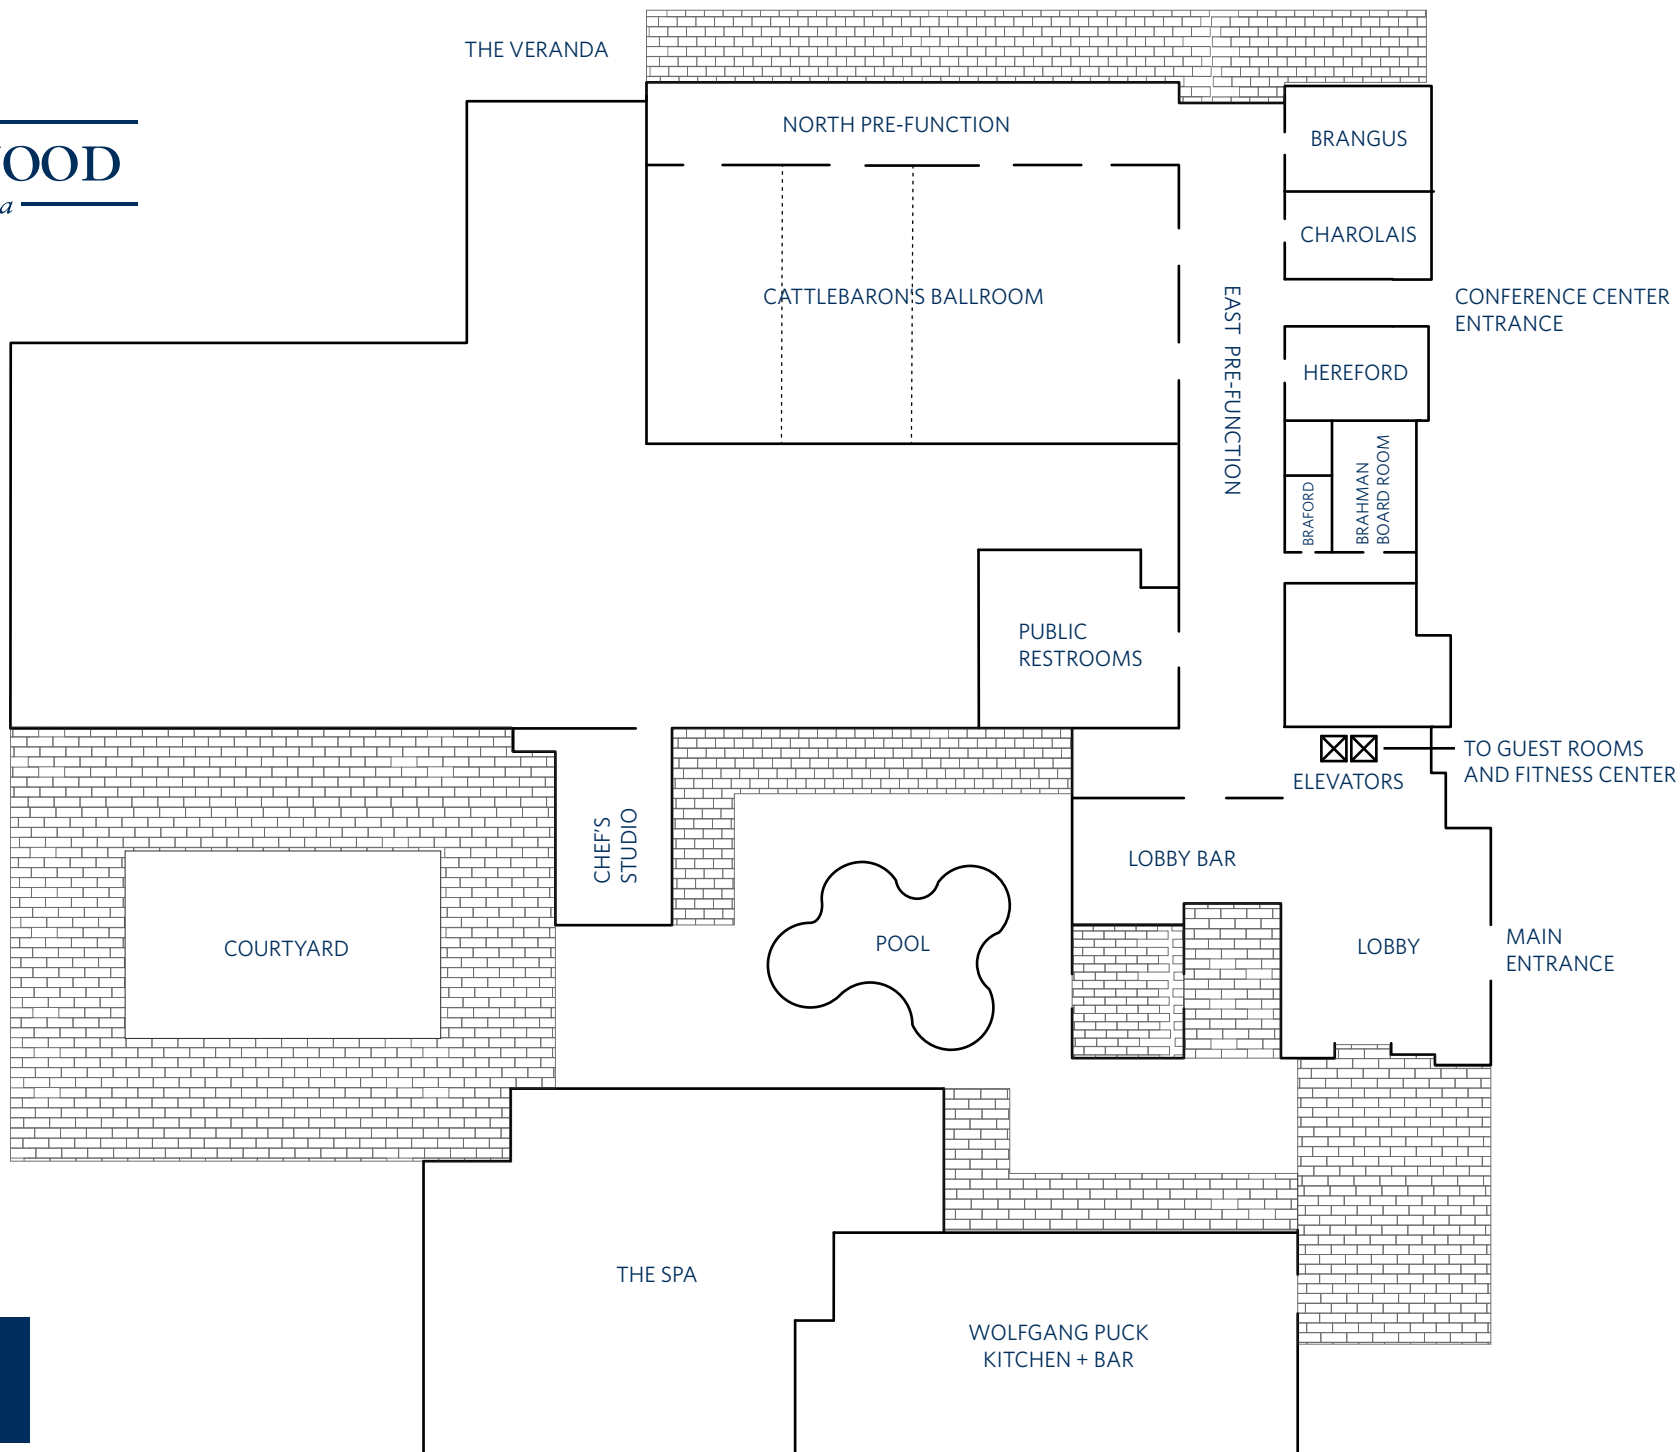 THE VERANDA
OOD
a
NORTH PRE-FUNCTION
BRANGUS
CHAROLAIS
CATTLEBARON'S BALLROOM
EAST PRE-FUNCTION
CONFERENCE CENTER
ENTRANCE
HEREFORD
BRAFORD
BRAHMAN
BOARD ROOM
PUBLIC
RESTROOMS
TO GUEST ROOMS
AND FITNESS CENTER
ELEVATORS
CHEF'S
STUDIO
LOBBY BAR
COURTYARD
POOL
LOBBY
MAIN
ENTRANCE
THE SPA
WOLFGANG PUCK
KITCHEN + BAR